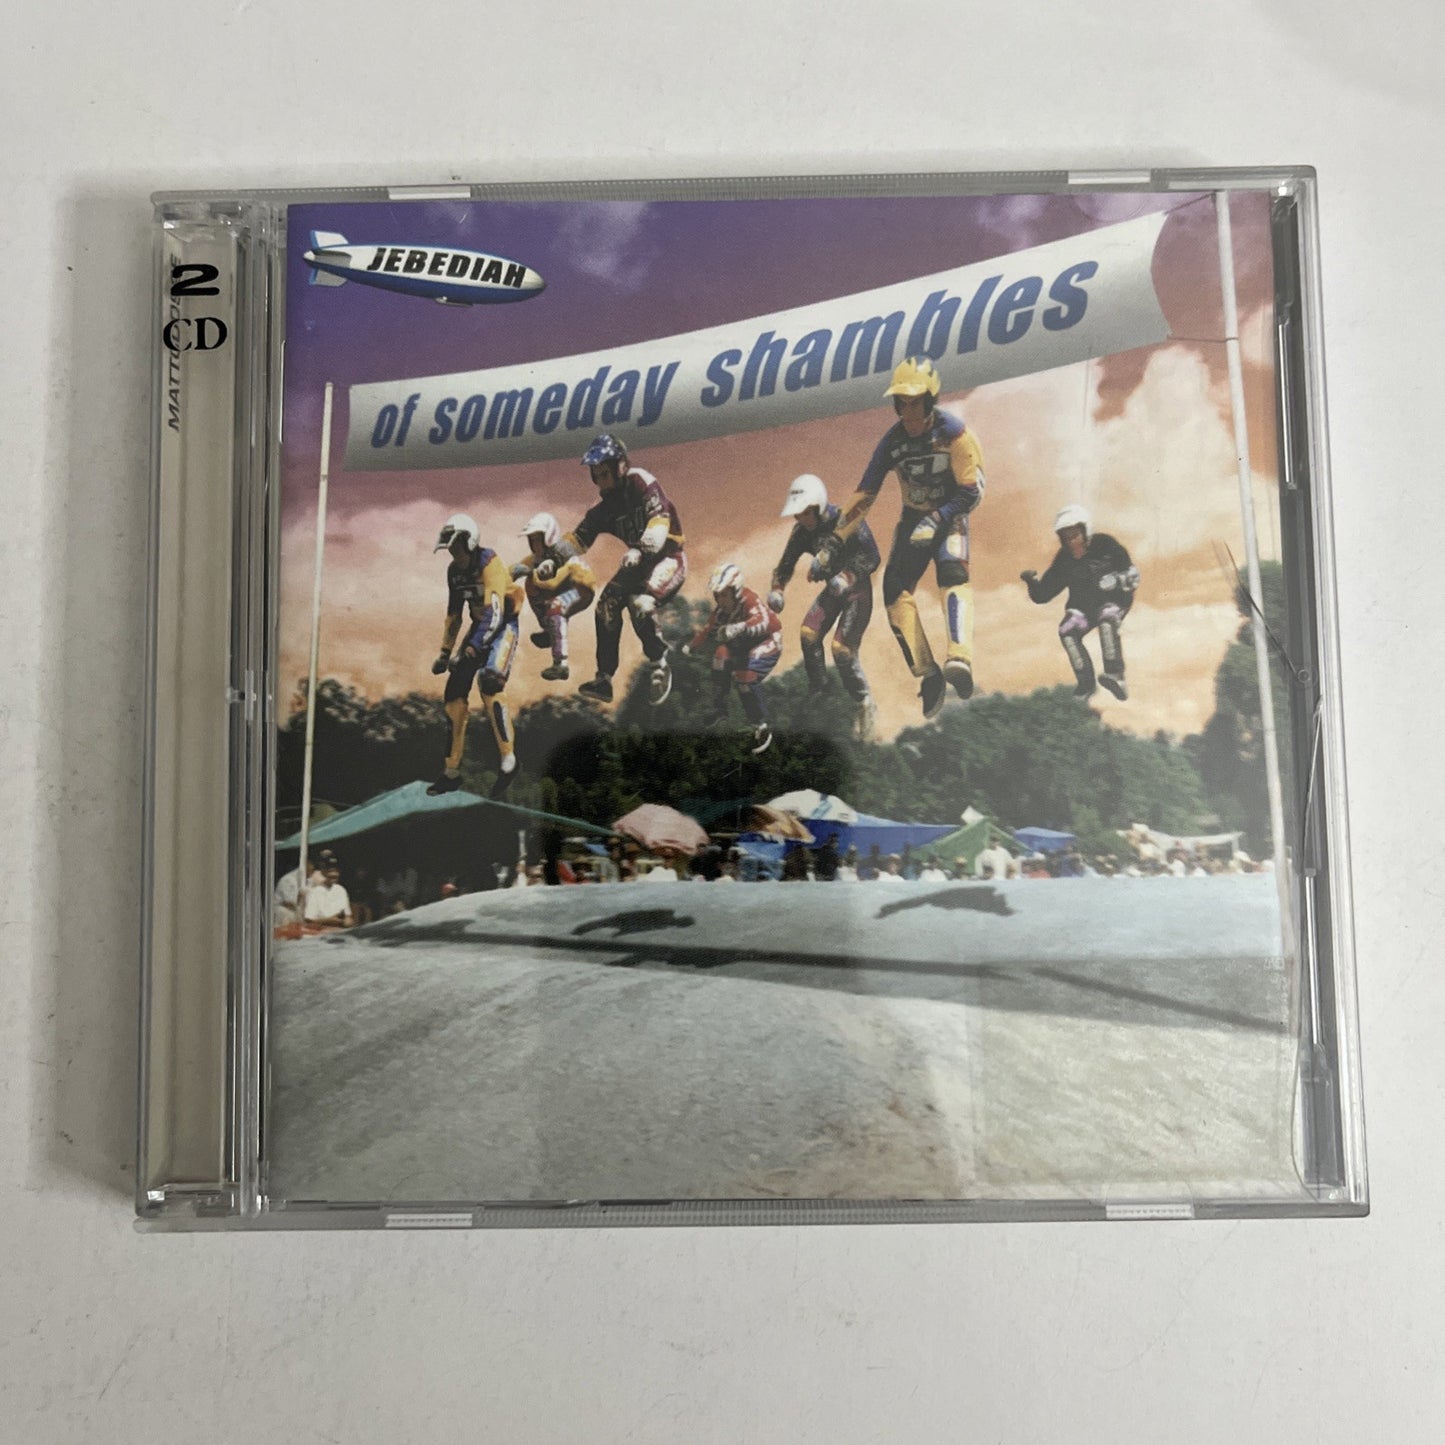 JEBEDIAH
of someday shambles
2
CD